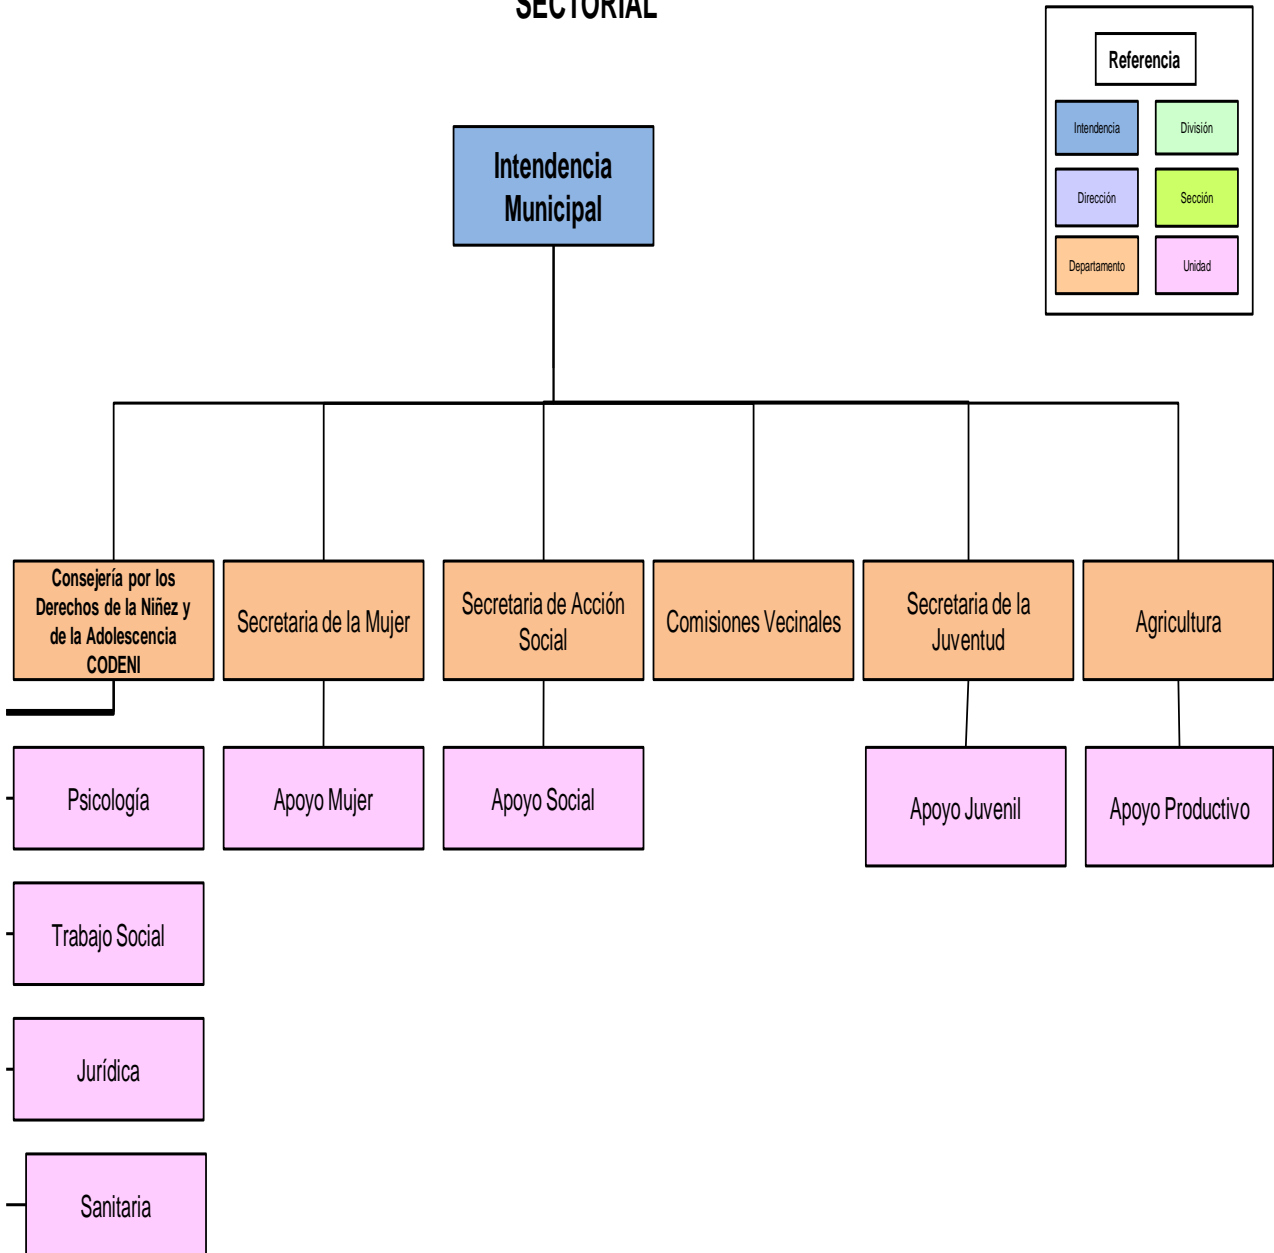 SECTORIAL
Referencia
Intendencia
División
Dirección
Sección
Departamento
Unidad
Intendencia
Municipal
Consejería por los
Derechos de la Niñez y
de la Adolescencia
CODENI
Secretaria de la Mujer
Secretaria de Acción
Social
Comisiones Vecinales
Secretaria de la
Juventud
Agricultura
Psicología
Apoyo Mujer
Apoyo Social
Apoyo Juvenil
Apoyo Productivo
Trabajo Social
Jurídica
Sanitaria